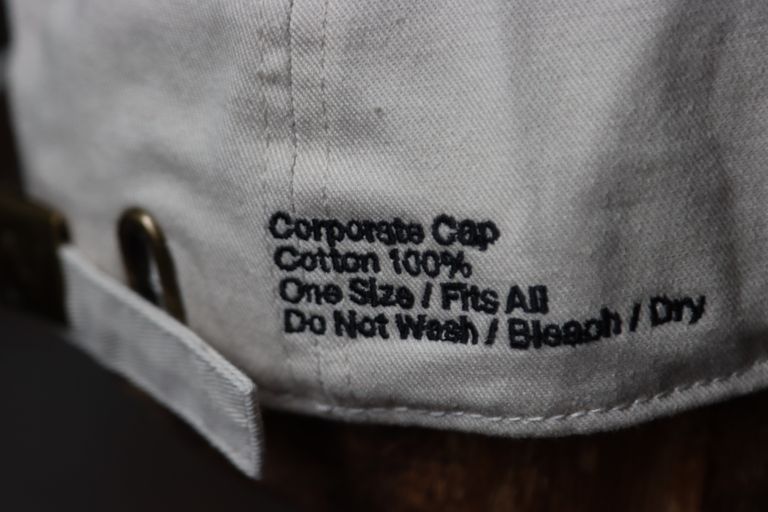 Corporate Cap
Cotton 100%
One Size / Fits All
Do Not Wash / Bleach / Dry